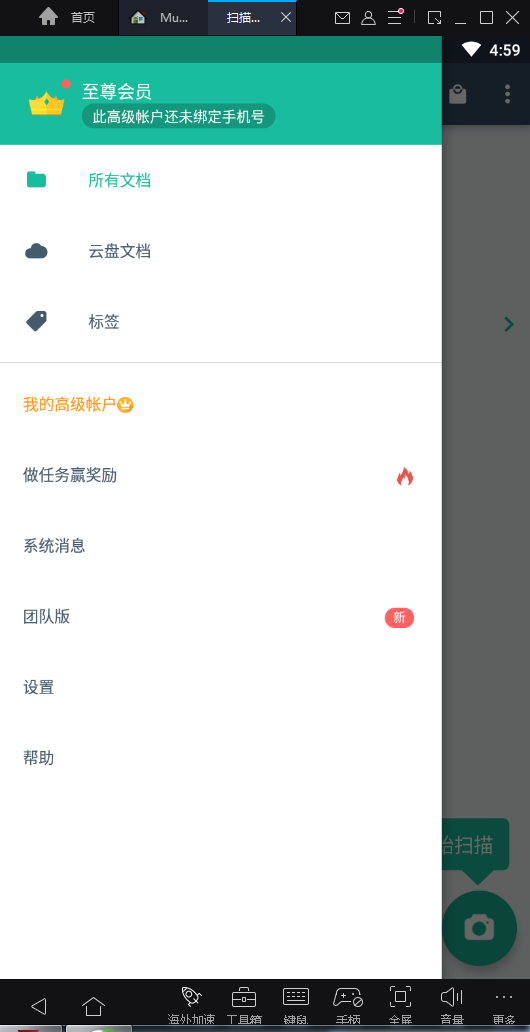 首页
Mu...
扫描...
4:59
至尊会员
此高级帐户还未绑定手机号
所有文档
云盘文档
标签
我的高级帐户
做任务赢奖励
系统消息
团队版
新
设置
帮助
始扫描
海外加速
工具箱
键鼠
手柄
全屏
音量
更多